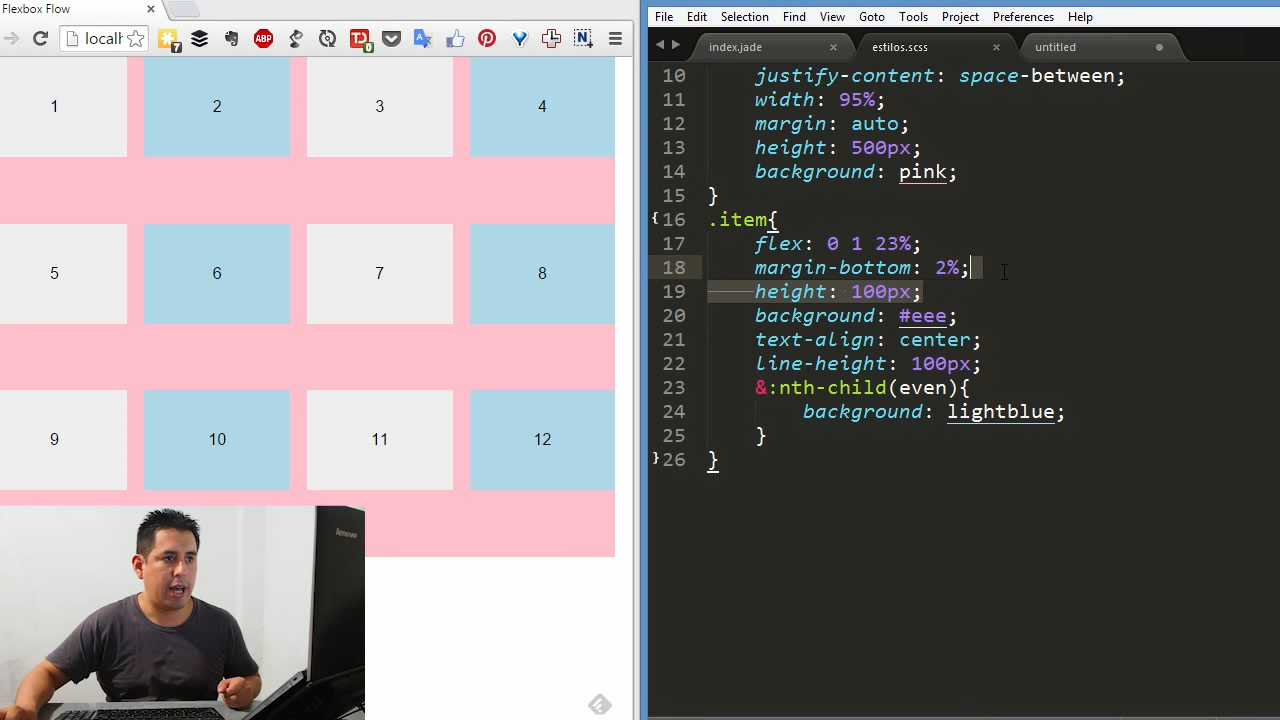 Flexbox Flow
localh
7
ABP
0
N
1 2 3 4
5 6 7 8
9 10 11 12
lenovo
File Edit Selection Find View Goto Tools Project Preferences Help
index.jade estilos.scss untitled
10 justify-content: space-between;
11 width: 95%;
12 margin: auto;
13 height: 500px;
14 background: pink;
15 }
16 .item{
17 flex: 0 1 23%;
18 margin-bottom: 2%;
19 height: 100px;
20 background: #eee;
21 text-align: center;
22 line-height: 100px;
23 &:nth-child(even){
24 background: lightblue;
25 }
26 }